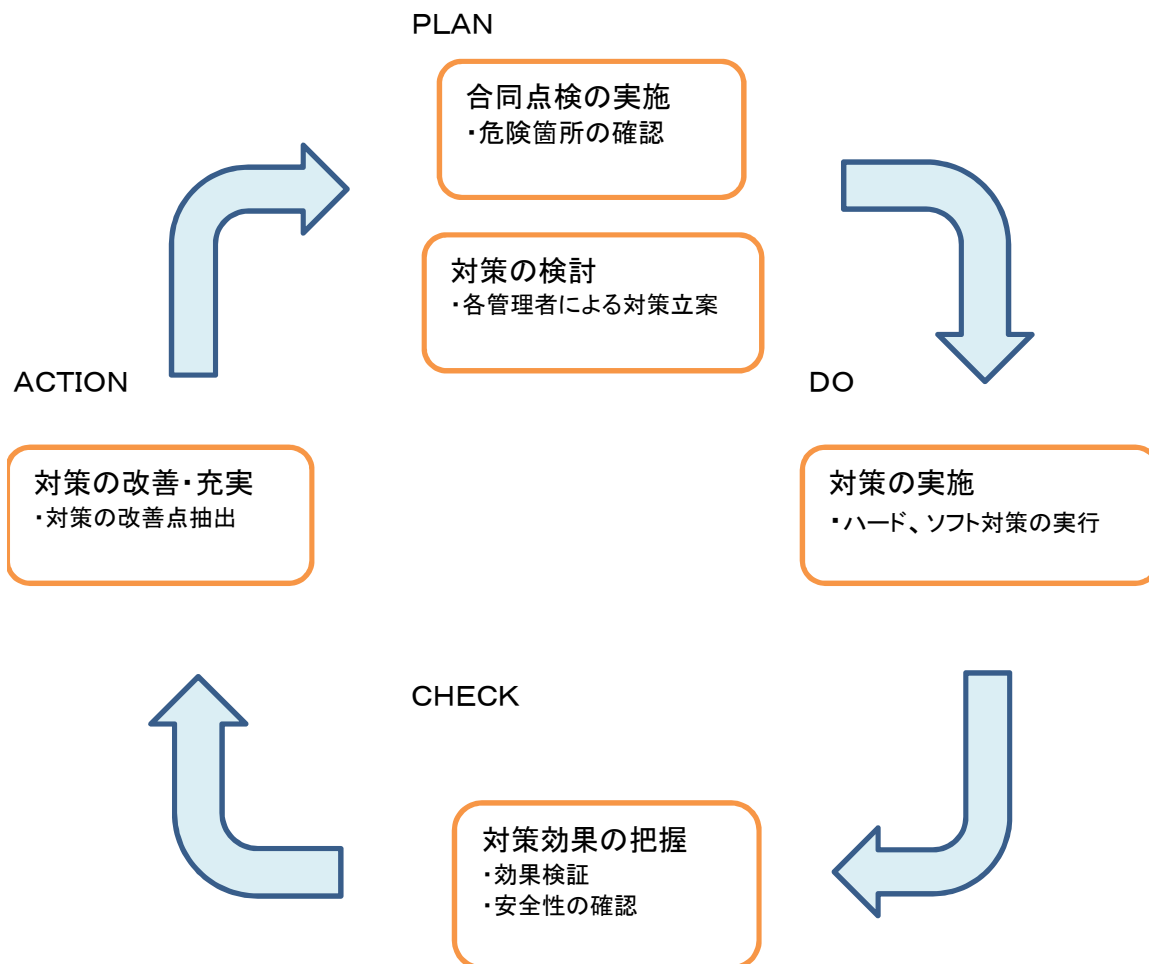 PLAN
合同点検の実施
・危険箇所の確認
対策の検討
・各管理者による対策立案
ACTION
DO
対策の改善・充実
・対策の改善点抽出
対策の実施
・ハード、ソフト対策の実行
CHECK
対策効果の把握
・効果検証
・安全性の確認